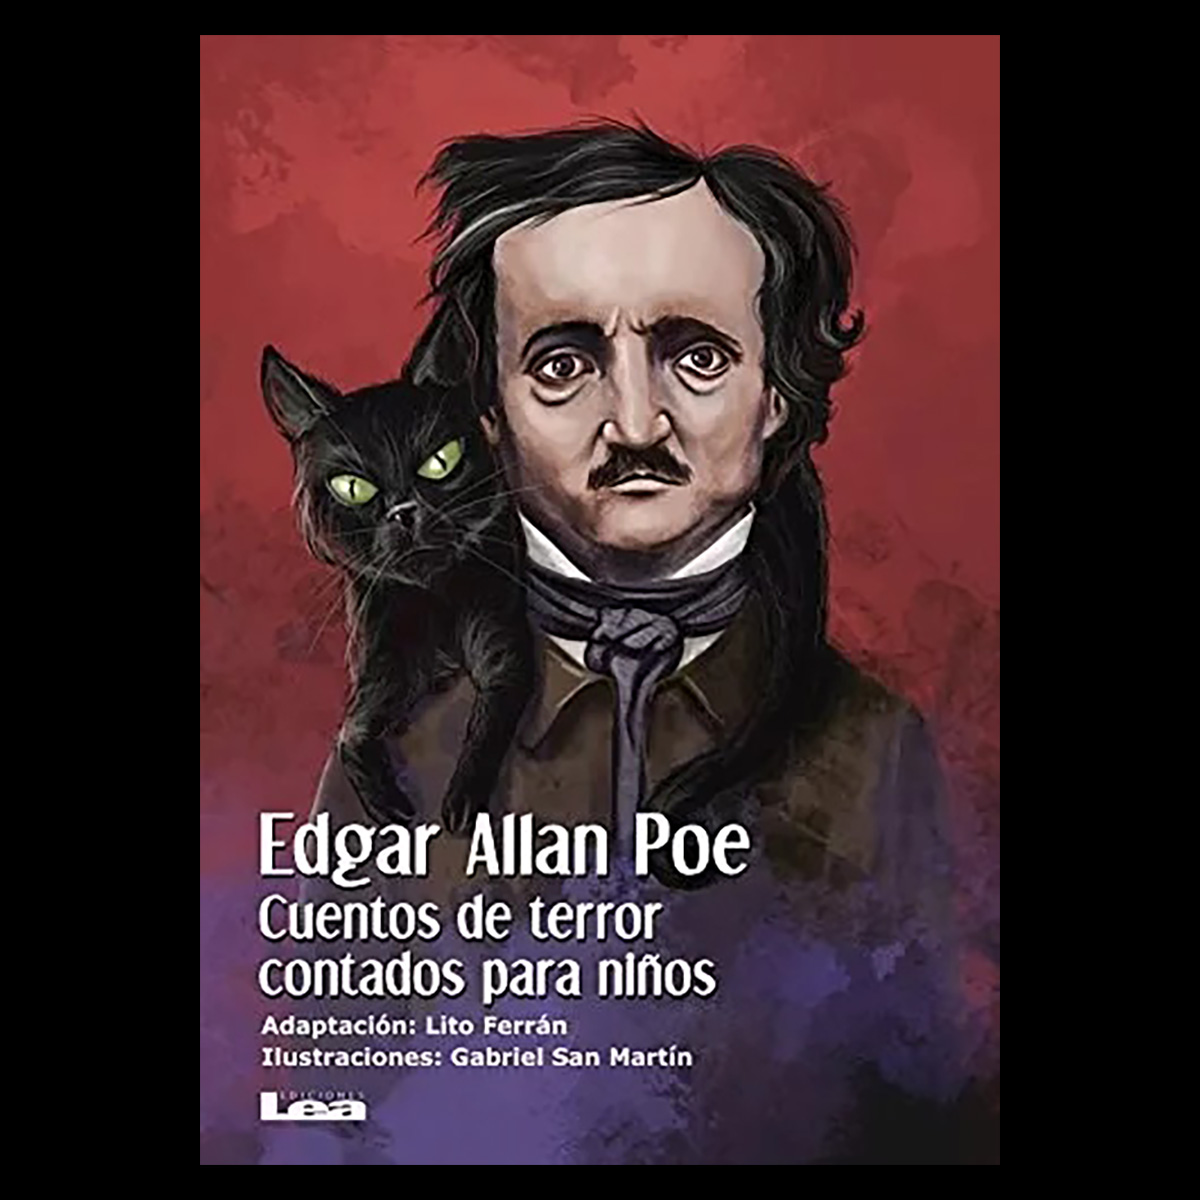 Edgar Allan Poe
Cuentos de terror
contados para niños
Adaptación: Lito Ferrán
Ilustraciones: Gabriel San Martín
EDICIONES
Lea